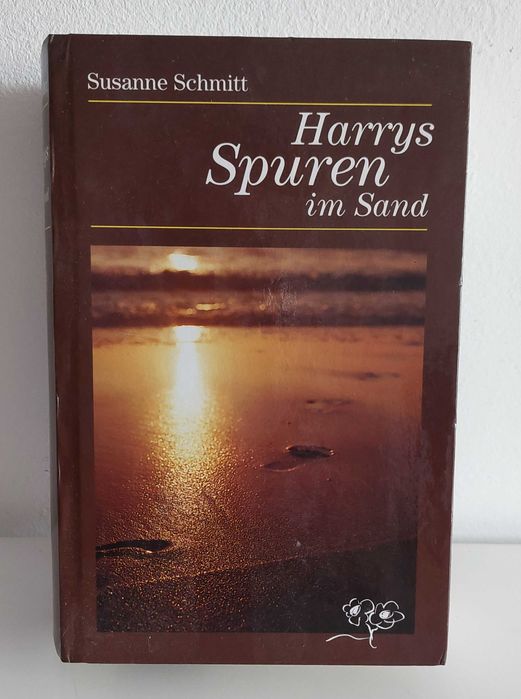 Susanne Schmitt
Harrys
Spuren
im Sand